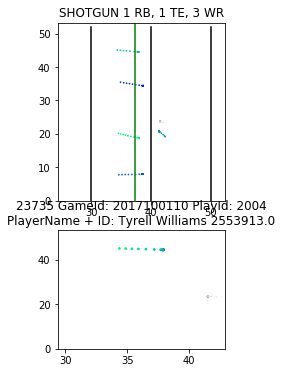 SHOTGUN 1 RB, 1 TE, 3 WR
50
40
30
20
10
0
30 40 50
23735 GameId: 2017100110 PlayId: 2004
PlayerName + ID: Tyrell Williams 2553913.0
40
20
0
30 35 40